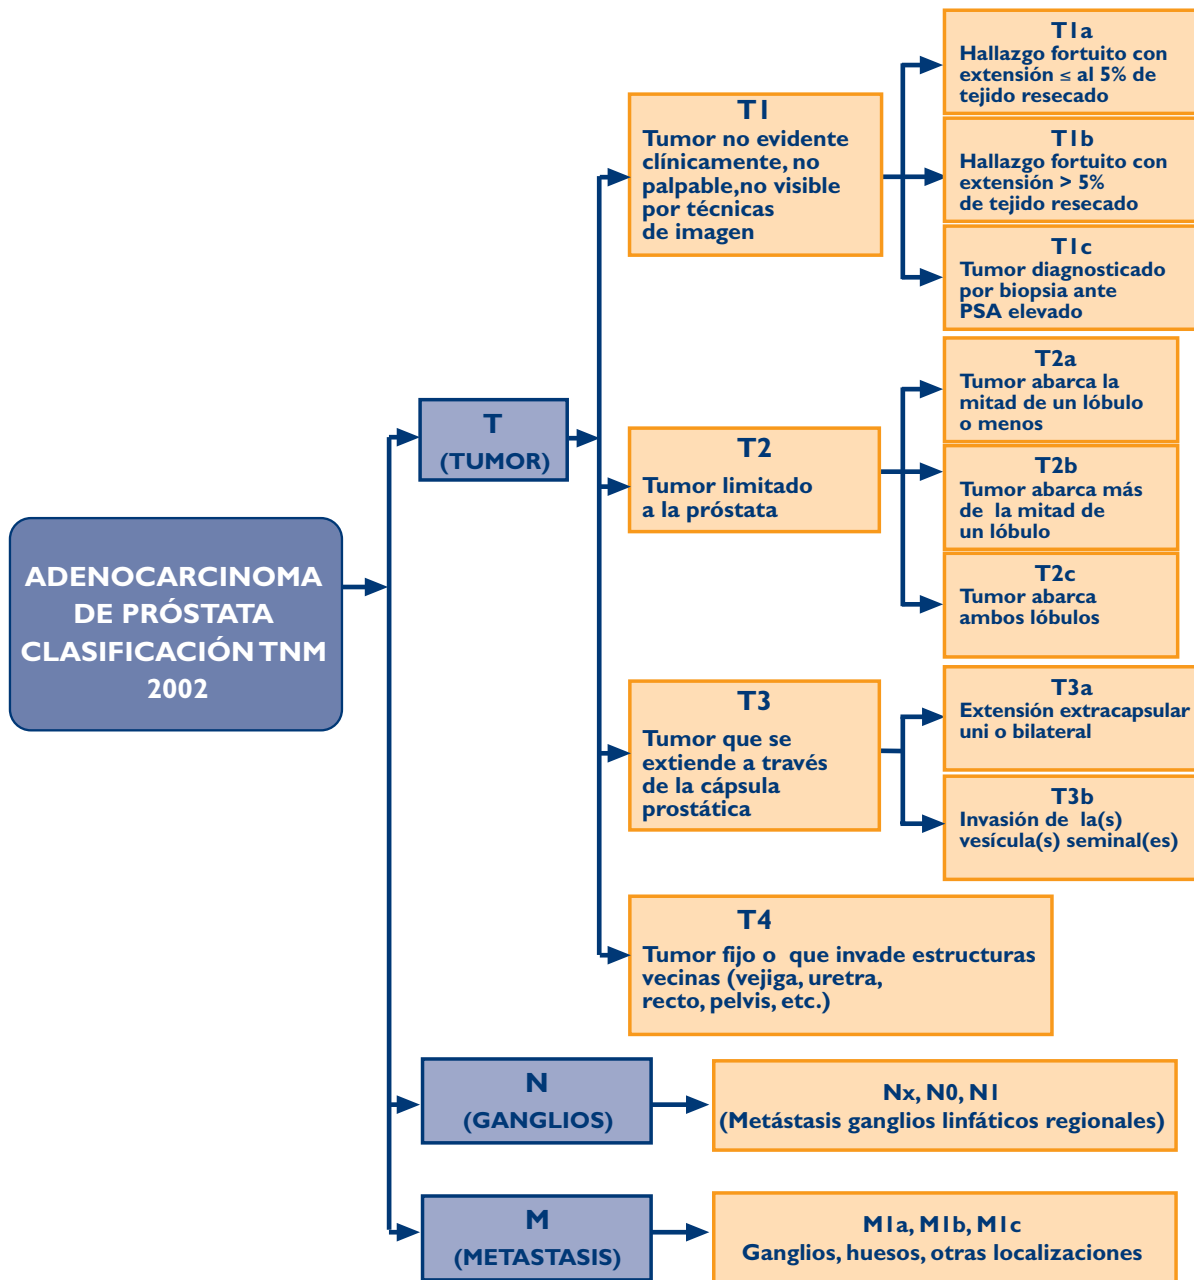 ADENOCARCINOMA
DE PRÓSTATA
CLASIFICACIÓN TNM
2002
T
(TUMOR)
T1
Tumor no evidente
clínicamente, no
palpable,no visible
por técnicas
de imagen
T1a
Hallazgo fortuito con
extensión ≤ al 5% de
tejido resecado
T1b
Hallazgo fortuito con
extensión > 5%
de tejido resecado
T1c
Tumor diagnosticado
por biopsia ante
PSA elevado
T2
Tumor limitado
a la próstata
T2a
Tumor abarca la
mitad de un lóbulo
o menos
T2b
Tumor abarca más
de la mitad de
un lóbulo
T2c
Tumor abarca
ambos lóbulos
T3
Tumor que se
extiende a través
de la cápsula
prostática
T3a
Extensión extracapsular
uni o bilateral
T3b
Invasión de la(s)
vesícula(s) seminal(es)
T4
Tumor fijo o que invade estructuras
vecinas (vejiga, uretra,
recto, pelvis, etc.)
N
(GANGLIOS)
Nx, N0, N1
(Metástasis ganglios linfáticos regionales)
M
(METASTASIS)
M1a, M1b, M1c
Ganglios, huesos, otras localizaciones